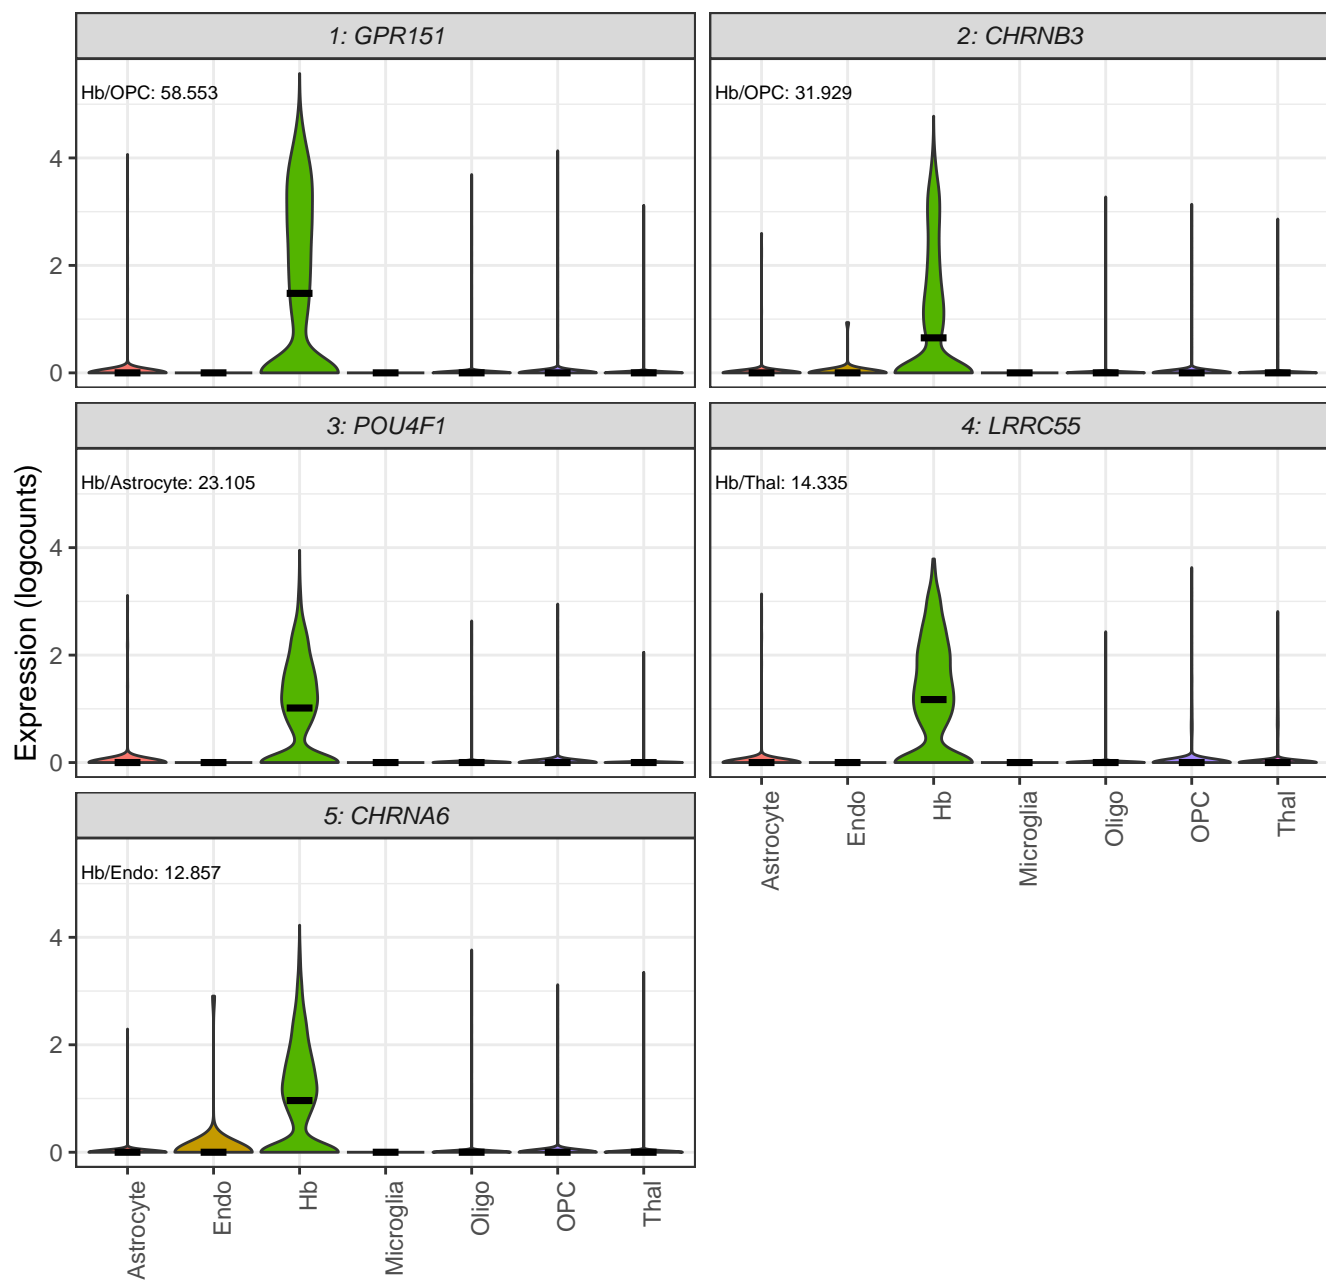 1: GPR151
2: CHRNB3
Hb/OPC: 58.553
Hb/OPC: 31.929
4
2
0
3: POU4F1
4: LRRC55
Hb/Astrocyte: 23.105
Hb/Thal: 14.335
4
2
0
Expression (logcounts)
5: CHRNA6
Astrocyte
Endo
Hb
Microglia
Oligo
OPC
Thal
Hb/Endo: 12.857
4
2
0
Astrocyte
Endo
Hb
Microglia
Oligo
OPC
Thal